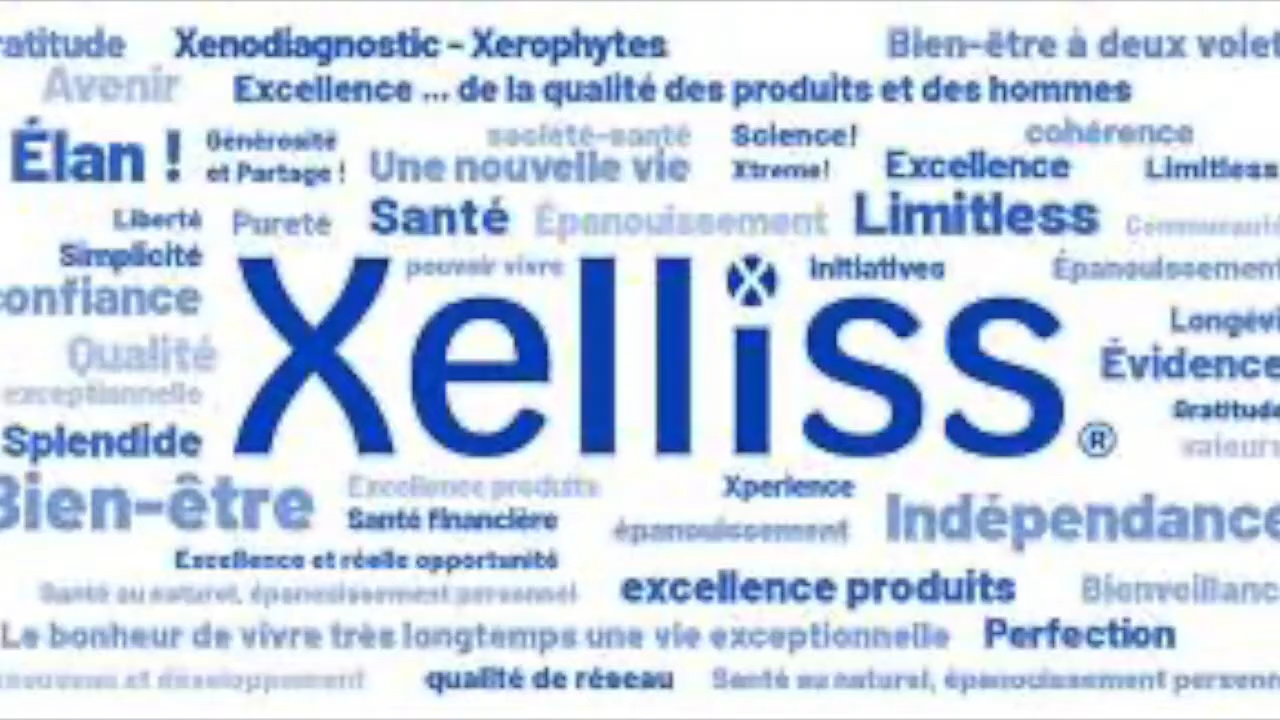 ratitude Xenodiagnostic - Xerophytes Bien-être à deux volet
Avenir Excellence ... de la qualité des produits et des hommes
Élan ! Générosité société-santé Science! cohérence
et Partage ! Une nouvelle vie Xtreme! Excellence Limitless
Liberté Pureté Santé Épanouissement Limitless Communauté
Simplicité pouvoir vivre initiatives Épanouissement
confiance Xelliss® Longévi
Qualité Évidence
exceptionnelle Gratitude
Splendide valeurs
Bien-être Excellence produits Xperience Indépendance
Santé financière épanouissement
Excellence et réelle opportunité
Santé au naturel, épanouissement personnel excellence produits Bienveillanc
Le bonheur de vivre très longtemps une vie exceptionnelle Perfection
et développement qualité de réseau Santé au naturel, épanouissement personn